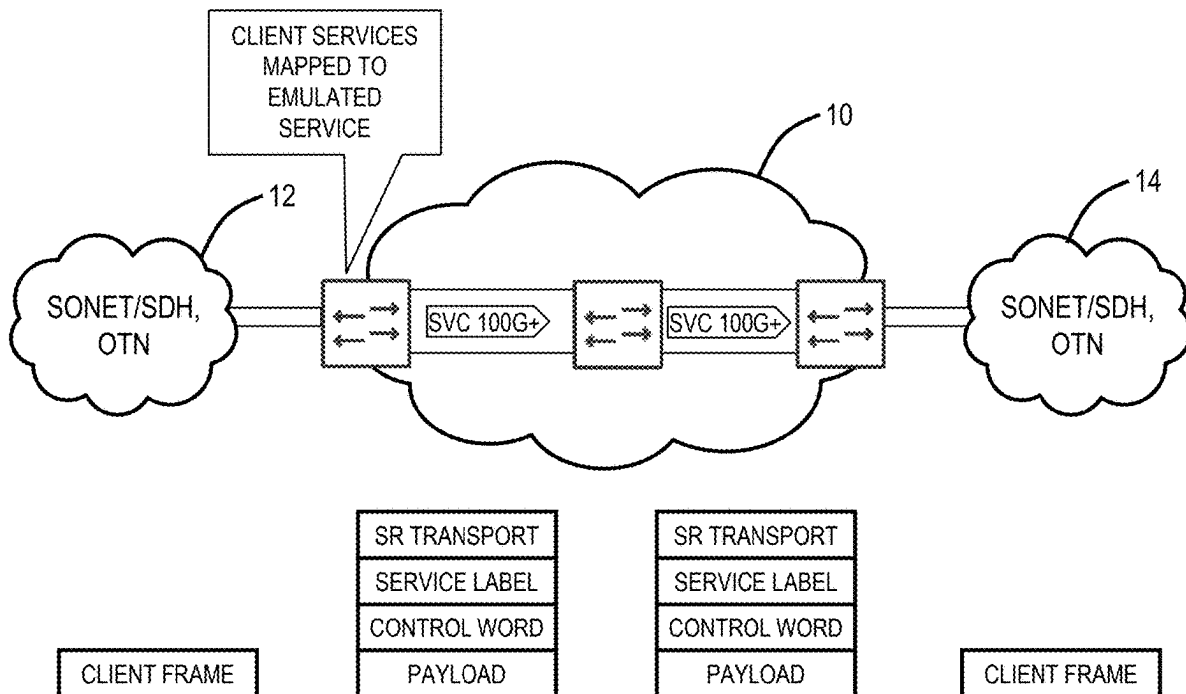 CLIENT SERVICES
MAPPED TO
EMULATED
SERVICE
10
12
14
SONET/SDH,
OTN
SVC 100G+
SVC 100G+
SONET/SDH,
OTN
SR TRANSPORT
SERVICE LABEL
CONTROL WORD
PAYLOAD
SR TRANSPORT
SERVICE LABEL
CONTROL WORD
PAYLOAD
CLIENT FRAME
CLIENT FRAME